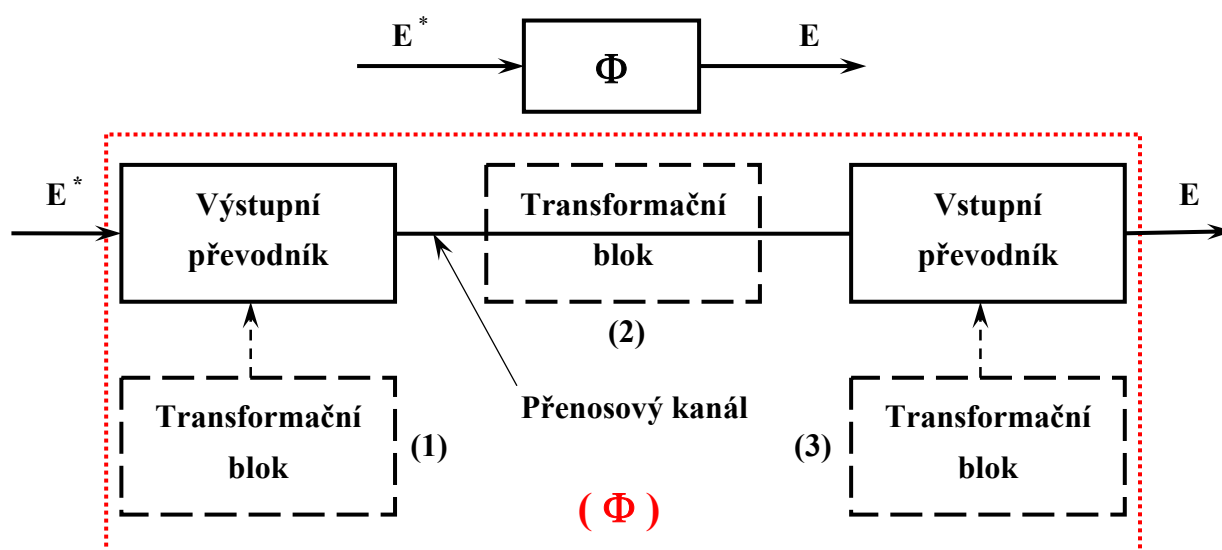 E*
E
Φ
E*
Výstupní
převodník
Transformační
blok
(2)
Vstupní
převodník
E
Transformační
blok
(1)
Přenosový kanál
(3)
Transformační
blok
( Φ )